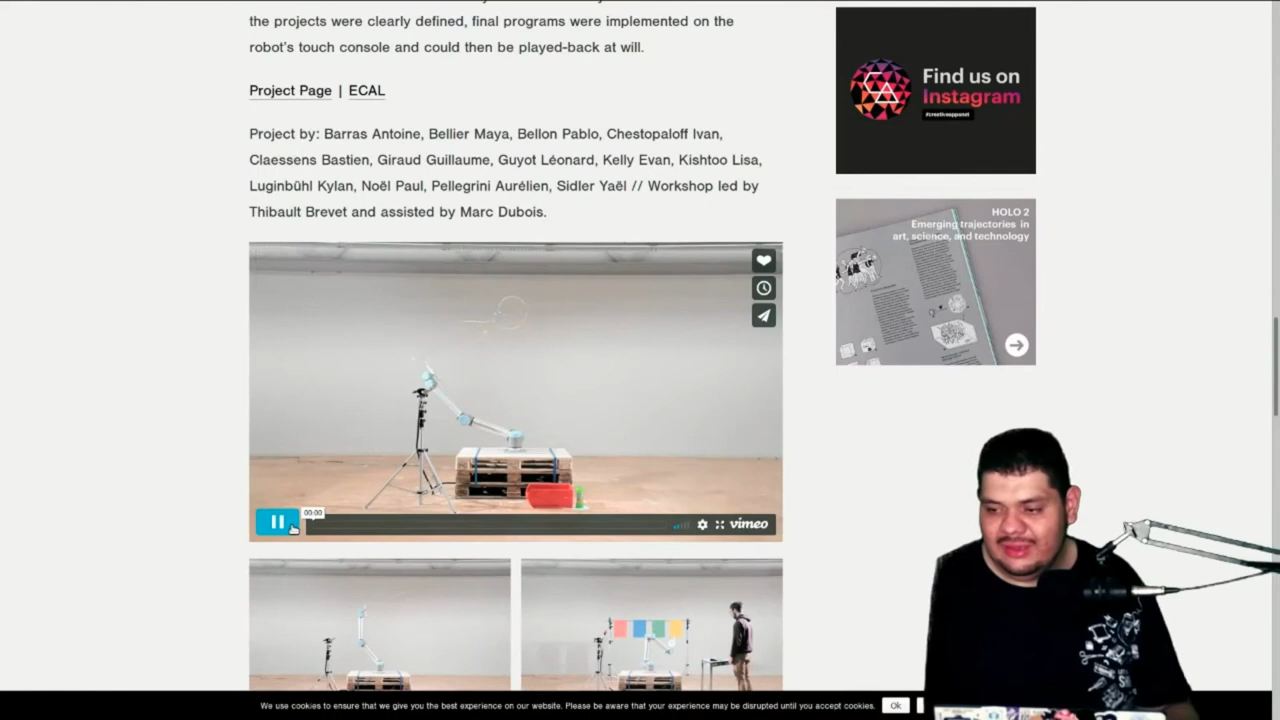 the projects were clearly defined, final programs were implemented on the
robot's touch console and could then be played-back at will.
Project Page | ECAL
Project by: Barras Antoine, Bellier Maya, Bellon Pablo, Chestopaloff Ivan,
Claessens Bastien, Giraud Guillaume, Guyot Léonard, Kelly Evan, Kishtoo Lisa,
Luginbühl Kylan, Noël Paul, Pellegrini Aurélien, Sidler Yaël // Workshop led by
Thibault Brevet and assisted by Marc Dubois.
00:00
vimeo
Find us on
Instagram
#creativeappsnet
HOLO 2
Emerging trajectories in
art, science, and technology
We use cookies to ensure that we give you the best experience on our website. Please be aware that your experience may be disrupted until you accept cookies.
Ok